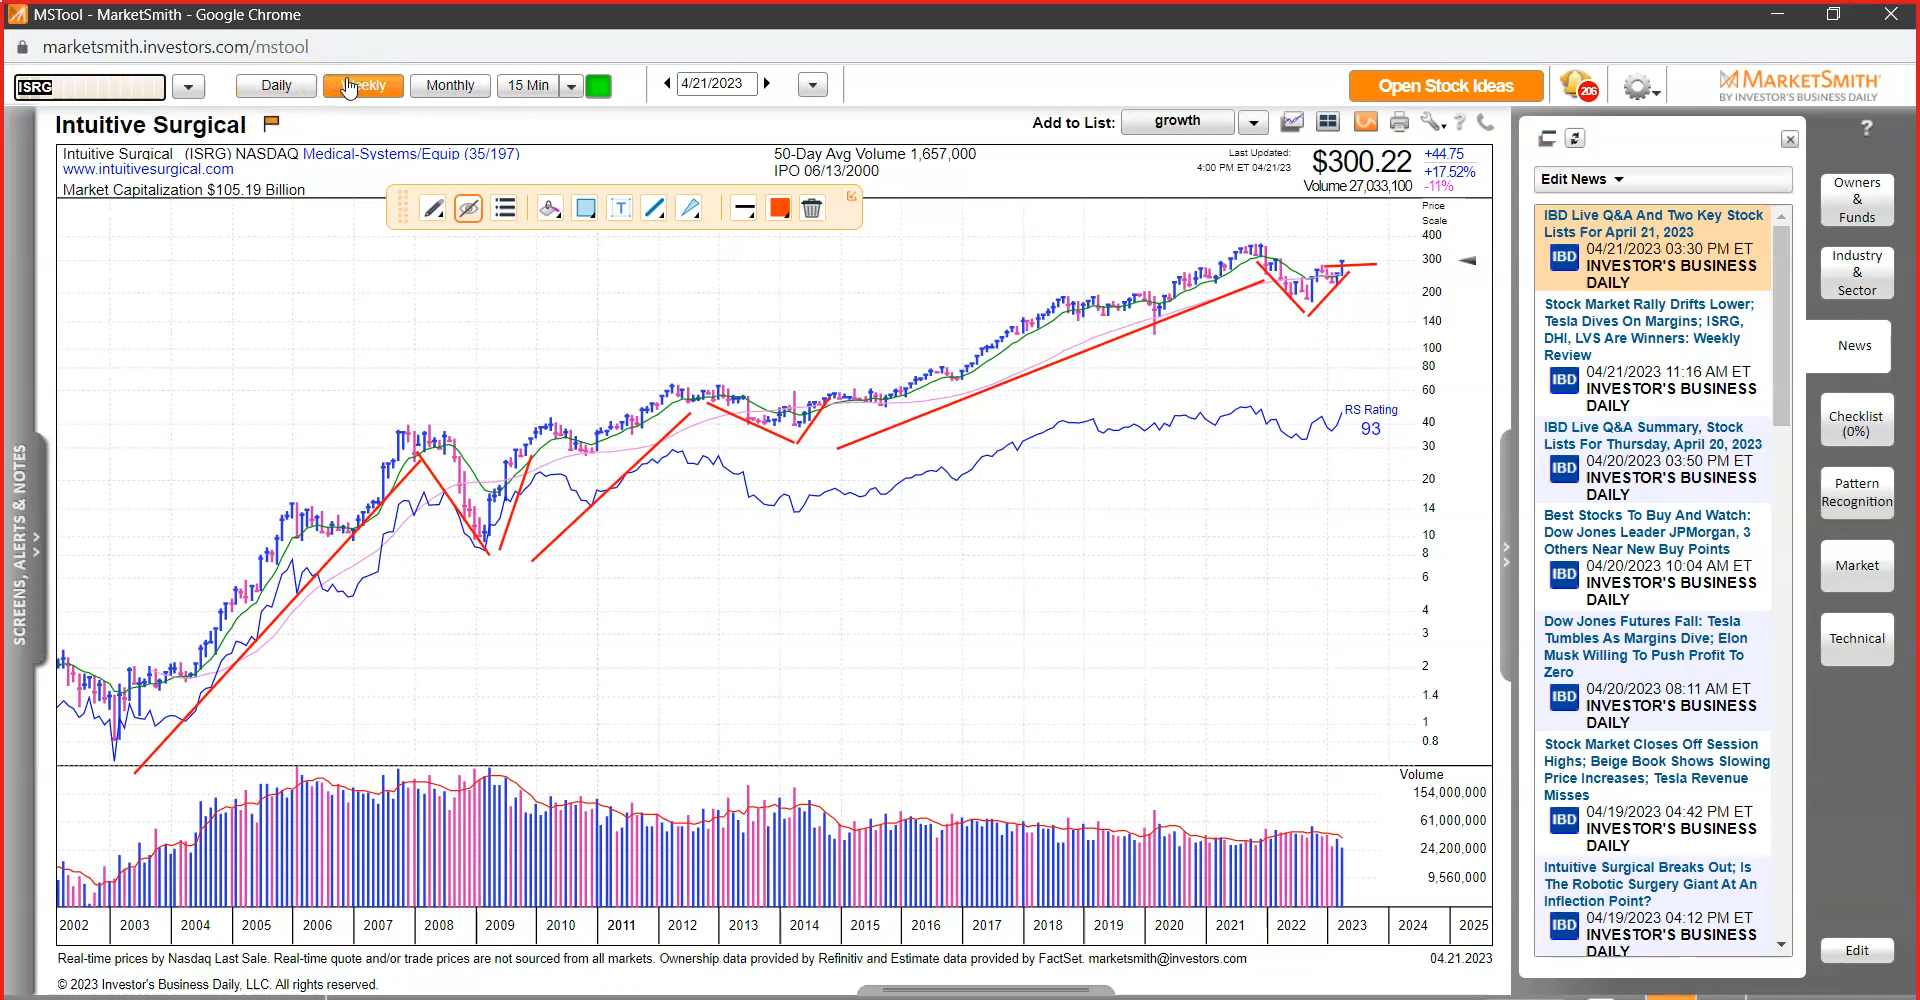 MSTool - MarketSmith - Google Chrome
marketsmith.investors.com/mstool
ISRG
Daily
Monthly
15 Min
4/21/2023
Open Stock Ideas
206
MARKETSMITH
BY INVESTOR'S BUSINESS DAILY
Intuitive Surgical
Add to List:
growth
Intuitive Surgical (ISRG) NASDAQ Medical-Systems/Equip (35/197)
www.intuitivesurgical.com
Market Capitalization $105.19 Billion
50-Day Avg Volume 1,657,000
IPO 06/13/2000
Last Updated:
4:00 PM ET 04/21/23
$300.22
+44.75
+17.52%
Volume 27,033,100 -11%
Price
Scale
400
300
200
140
100
80
60
40
30
20
14
10
8
6
4
3
2
1.4
1
0.8
RS Rating
93
Volume
154,000,000
61,000,000
24,200,000
9,560,000
2002 2003 2004 2005 2006 2007 2008 2009 2010 2011 2012 2013 2014 2015 2016 2017 2018 2019 2020 2021 2022 2023 2024 2025
Real-time prices by Nasdaq Last Sale. Real-time quote and/or trade prices are not sourced from all markets. Ownership data provided by Refinitiv and Estimate data provided by FactSet. marketsmith@investors.com
04.21.2023
© 2023 Investor's Business Daily, LLC. All rights reserved.
SCREENS, ALERTS & NOTES
Edit News
IBD Live Q&A And Two Key Stock
Lists For April 21, 2023
IBD
04/21/2023 03:30 PM ET
INVESTOR'S BUSINESS
DAILY
Stock Market Rally Drifts Lower;
Tesla Dives On Margins; ISRG,
DHI, LVS Are Winners: Weekly
Review
IBD
04/21/2023 11:16 AM ET
INVESTOR'S BUSINESS
DAILY
IBD Live Q&A Summary, Stock
Lists For Thursday, April 20, 2023
IBD
04/20/2023 03:50 PM ET
INVESTOR'S BUSINESS
DAILY
Best Stocks To Buy And Watch:
Dow Jones Leader JPMorgan, 3
Others Near New Buy Points
IBD
04/20/2023 10:04 AM ET
INVESTOR'S BUSINESS
DAILY
Dow Jones Futures Fall: Tesla
Tumbles As Margins Dive; Elon
Musk Willing To Push Profit To
Zero
IBD
04/20/2023 08:11 AM ET
INVESTOR'S BUSINESS
DAILY
Stock Market Closes Off Session
Highs; Beige Book Shows Slowing
Price Increases; Tesla Revenue
Misses
IBD
04/19/2023 04:42 PM ET
INVESTOR'S BUSINESS
DAILY
Intuitive Surgical Breaks Out; Is
The Robotic Surgery Giant At An
Inflection Point?
IBD
04/19/2023 04:12 PM ET
INVESTOR'S BUSINESS
DAILY
Owners
&
Funds
Industry
&
Sector
News
Checklist
(0%)
Pattern
Recognition
Market
Technical
Edit